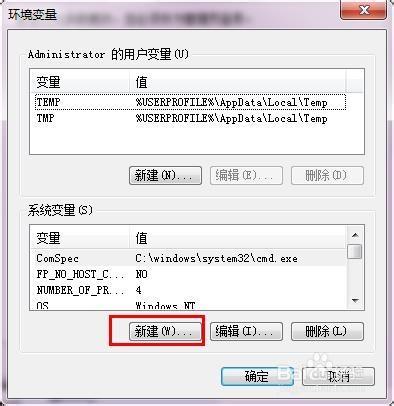 环境变量
Administrator 的用户变量(U)
变量 值
TEMP %USERPROFILE%\AppData\Local\Temp
TMP %USERPROFILE%\AppData\Local\Temp
新建(N)... 编辑(E)... 删除(D)
系统变量(S)
变量 值
ComSpec C:\windows\system32\cmd.exe
FP_NO_HOST_C... NO
NUMBER_OF_PR... 4
OS Windows_NT
新建(W)... 编辑(I)... 删除(L)
确定 取消